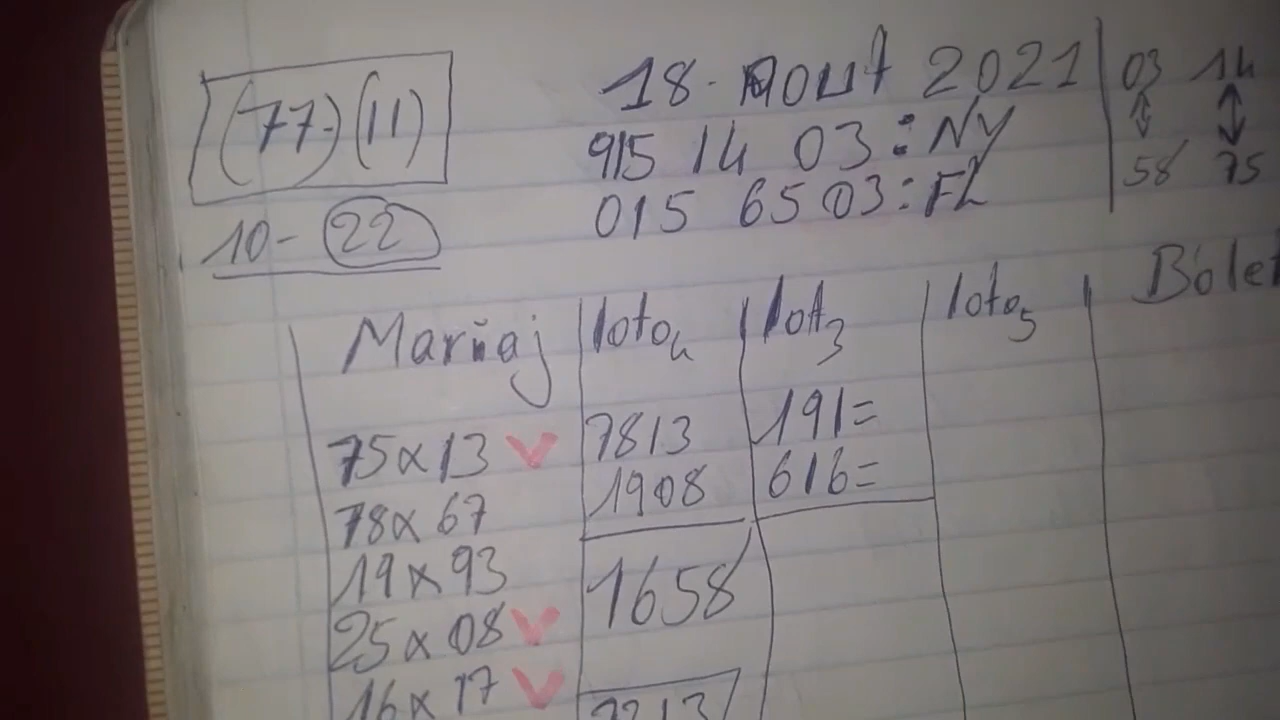 (77) (11)
10- 22
18. Aout 2021
915 14 03: NY
015 65 03: FL
03 14
58 75
Mariaj loto4 lot3 loto5 Bolet
75x13 V 7813 191=
78x67 1908 616=
19x93
25x08 V 1658
16x17 V